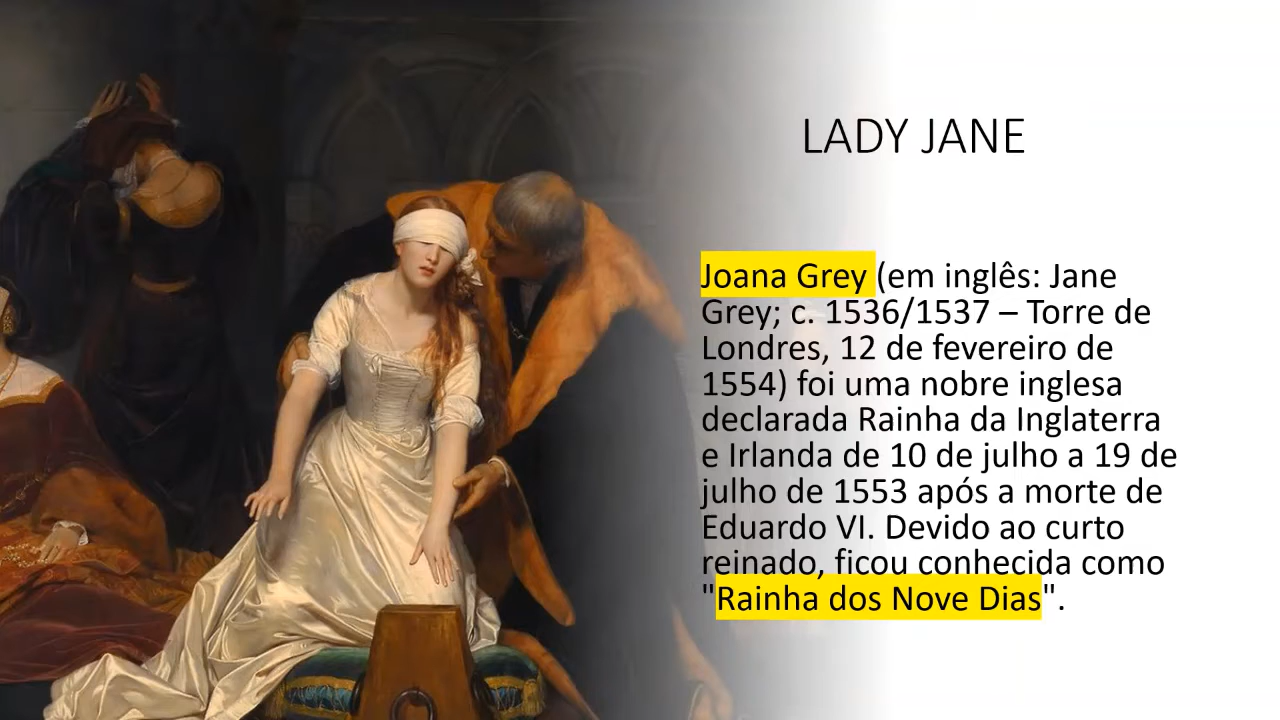 LADY JANE
Joana Grey (em inglês: Jane
Grey; c. 1536/1537 – Torre de
Londres, 12 de fevereiro de
1554) foi uma nobre inglesa
declarada Rainha da Inglaterra
e Irlanda de 10 de julho a 19 de
julho de 1553 após a morte de
Eduardo VI. Devido ao curto
reinado, ficou conhecida como
"Rainha dos Nove Dias".